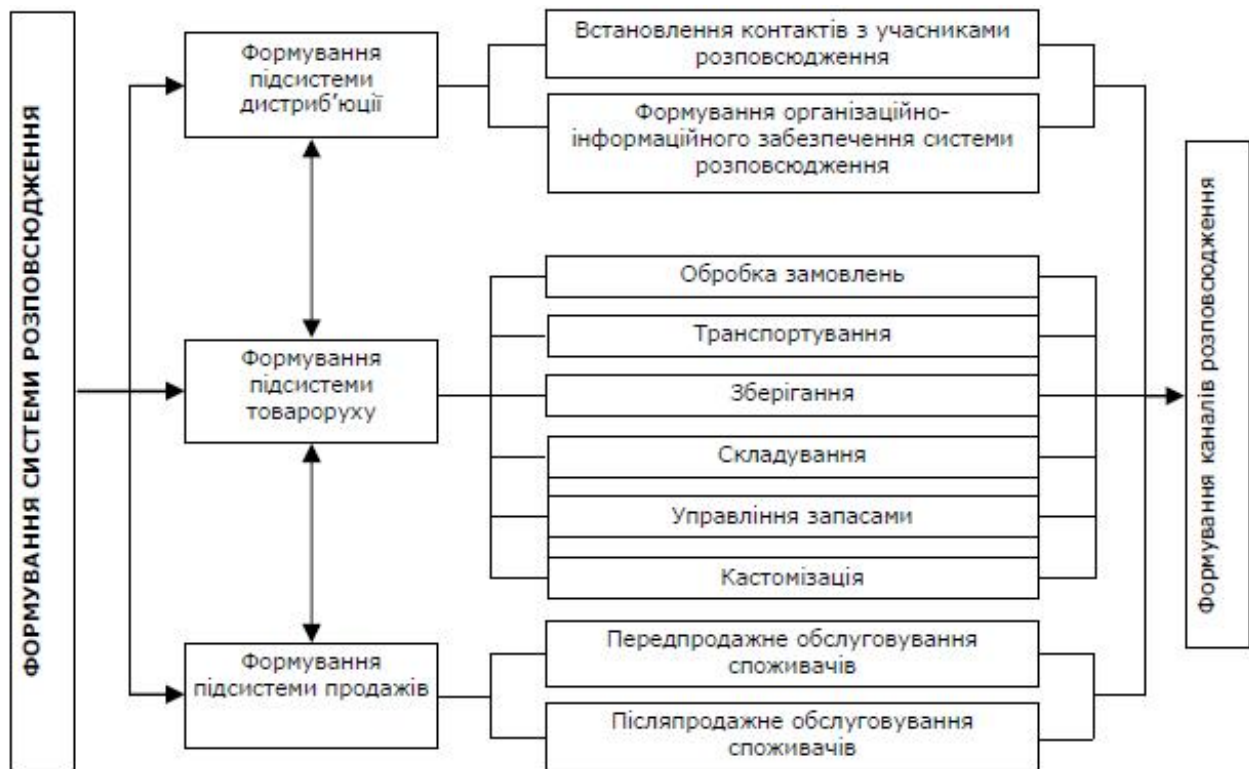 ФОРМУВАННЯ СИСТЕМИ РОЗПОВСЮДЖЕННЯ
Формування
підсистеми
дистриб’юції
Встановлення контактів з учасниками
розповсюдження
Формування організаційно-
інформаційного забезпечення системи
розповсюдження
Формування
підсистеми
товароруху
Обробка замовлень
Транспортування
Зберігання
Складування
Управління запасами
Кастомізація
Формування
підсистеми продажів
Передпродажне обслуговування
споживачів
Післяпродажне обслуговування
споживачів
Формування каналів розповсюдження